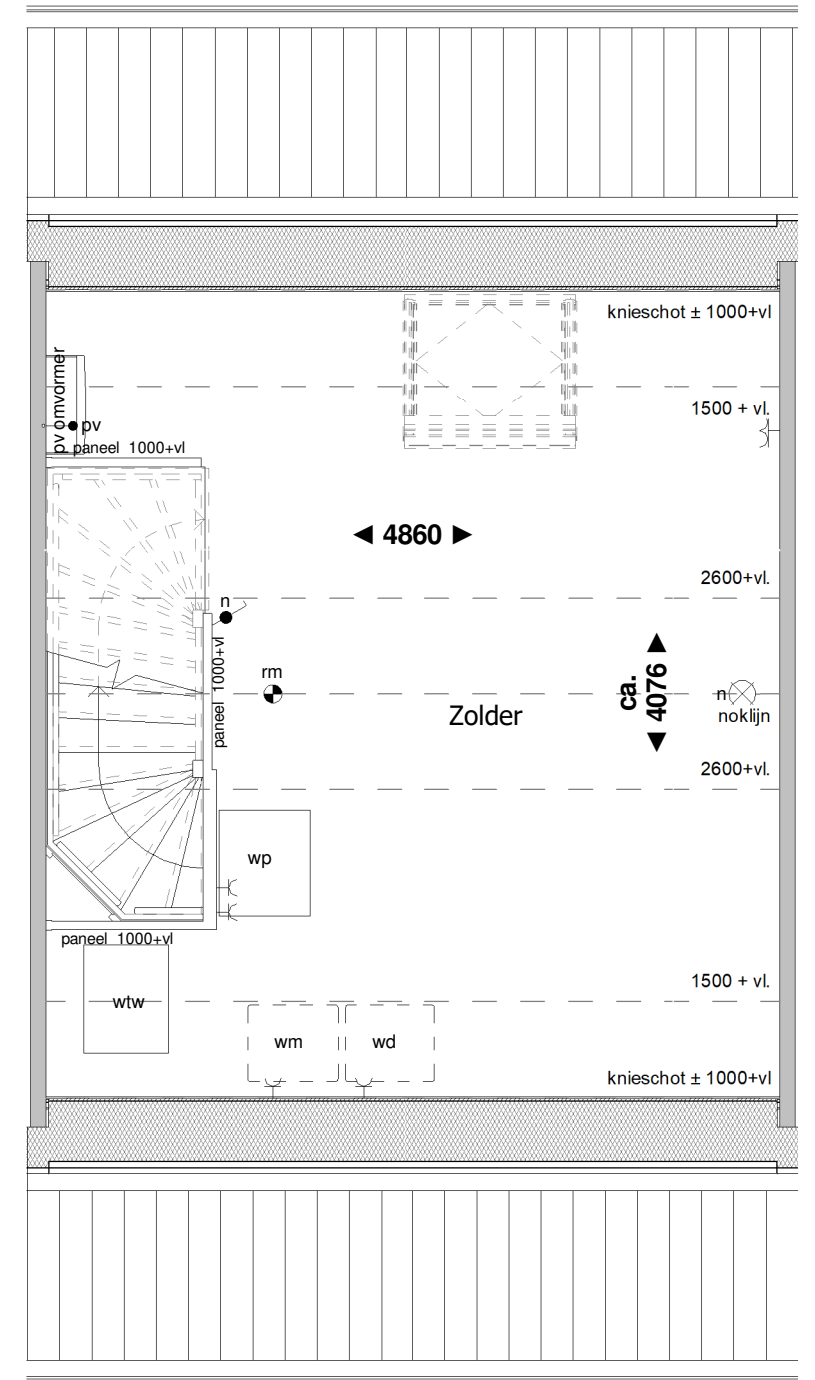 knieschot ± 1000+vl
pv omvormer
1500 + vl.
pv
paneel 1000+vl
4860
2600+vl.
n
paneel 1000+vl
rm
ca.
4076
n
Zolder
noklijn
2600+vl.
wp
paneel 1000+vl
1500 + vl.
wtw
wm
wd
knieschot ± 1000+vl